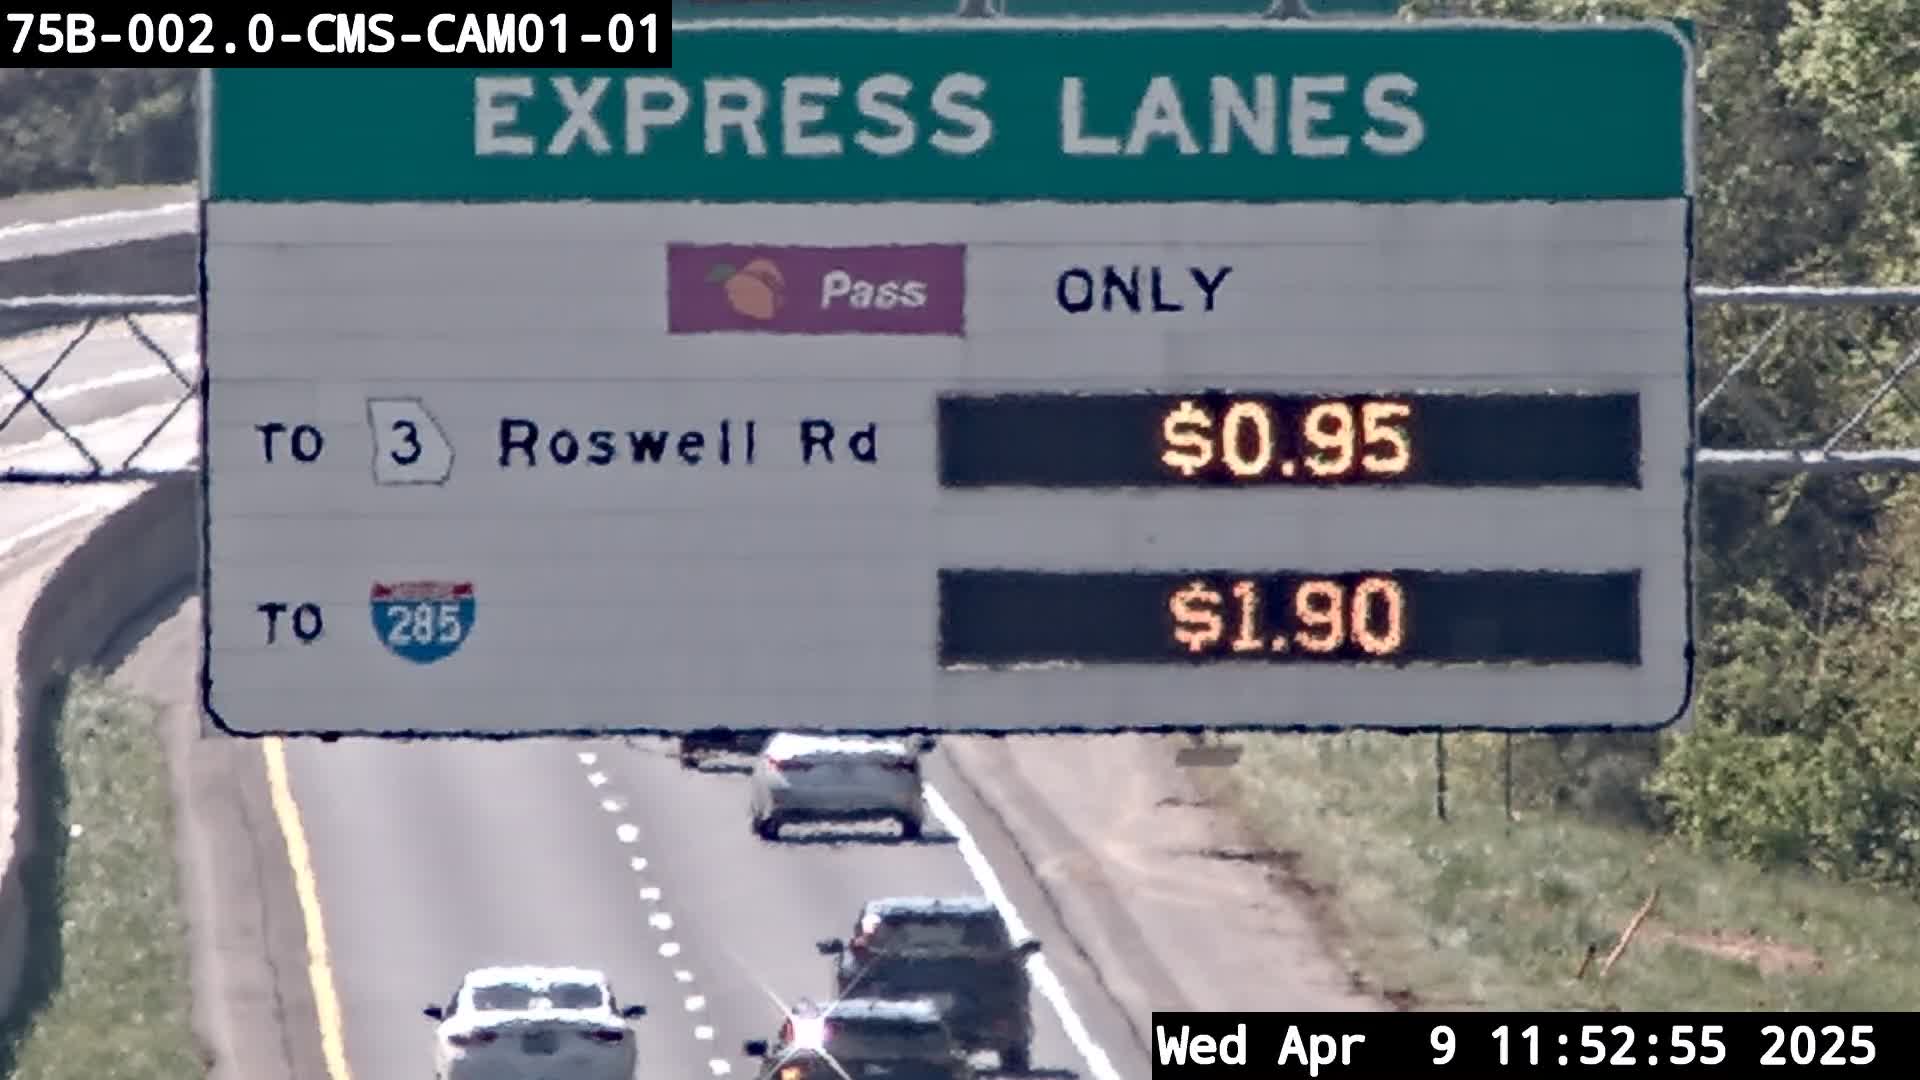 75B-002.0-CMS-CAM01-01
EXPRESS LANES
Pass ONLY
TO 3 Roswell Rd $0.95
TO 285 $1.90
Wed Apr 9 11:52:55 2025